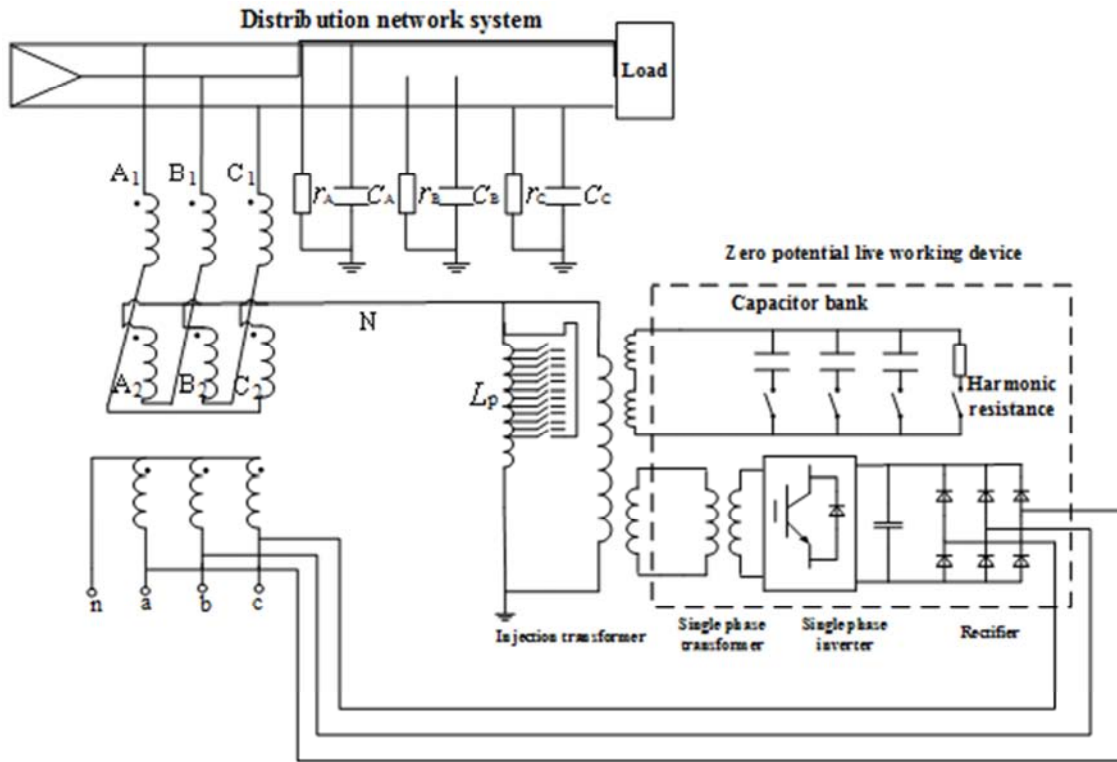 Distribution network system
Load
A1
B1
C1
rA
CA
rB
CB
rC
CC
Zero potential live working device
Capacitor bank
N
A2
B2
C2
Lp
Harmonic
resistance
n
a
b
c
Injection transformer
Single phase
transformer
Single phase
inverter
Rectifier